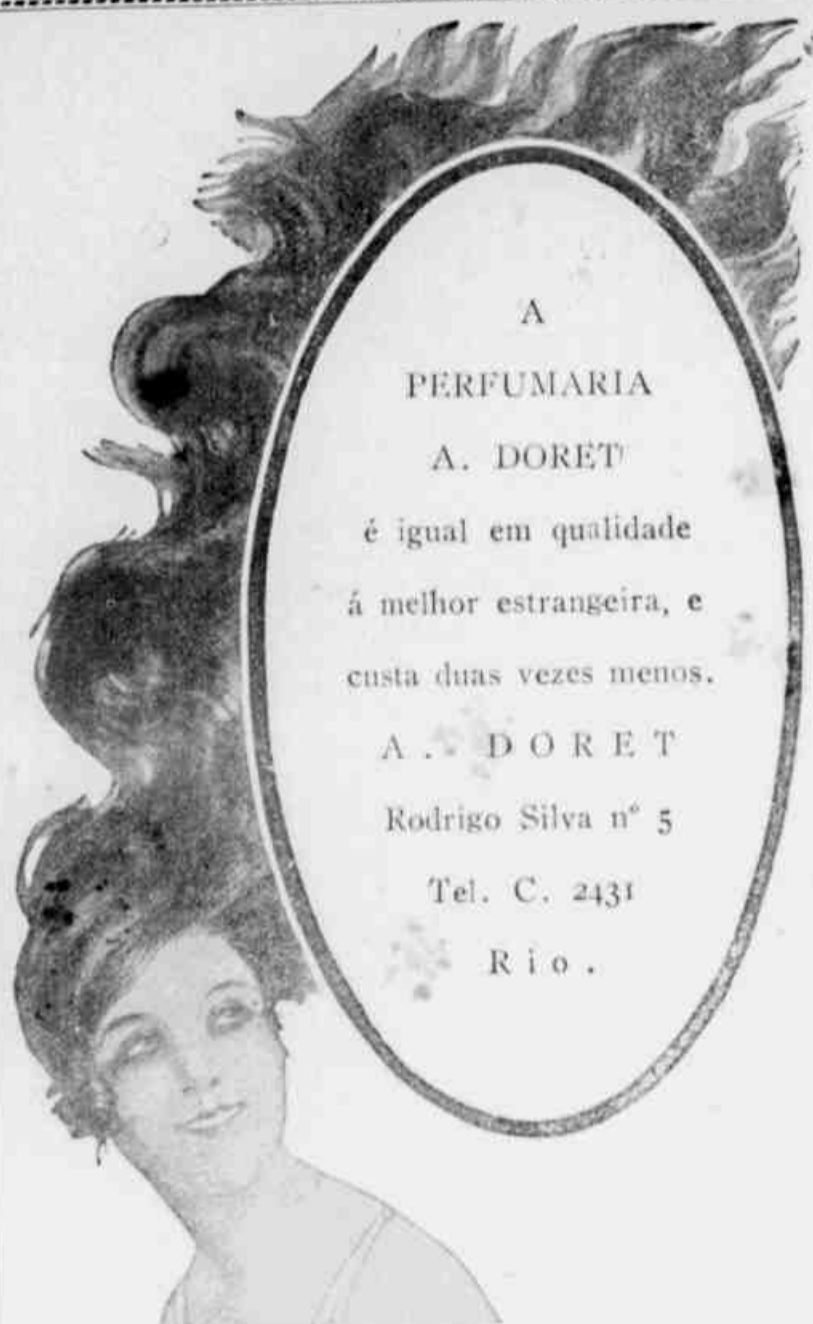 A
PERFUMARIA
A. DORET
é igual em qualidade
á melhor estrangeira, e
custa duas vezes menos.
A. DORET
Rodrigo Silva nº 5
Tel. C. 2431
Rio.